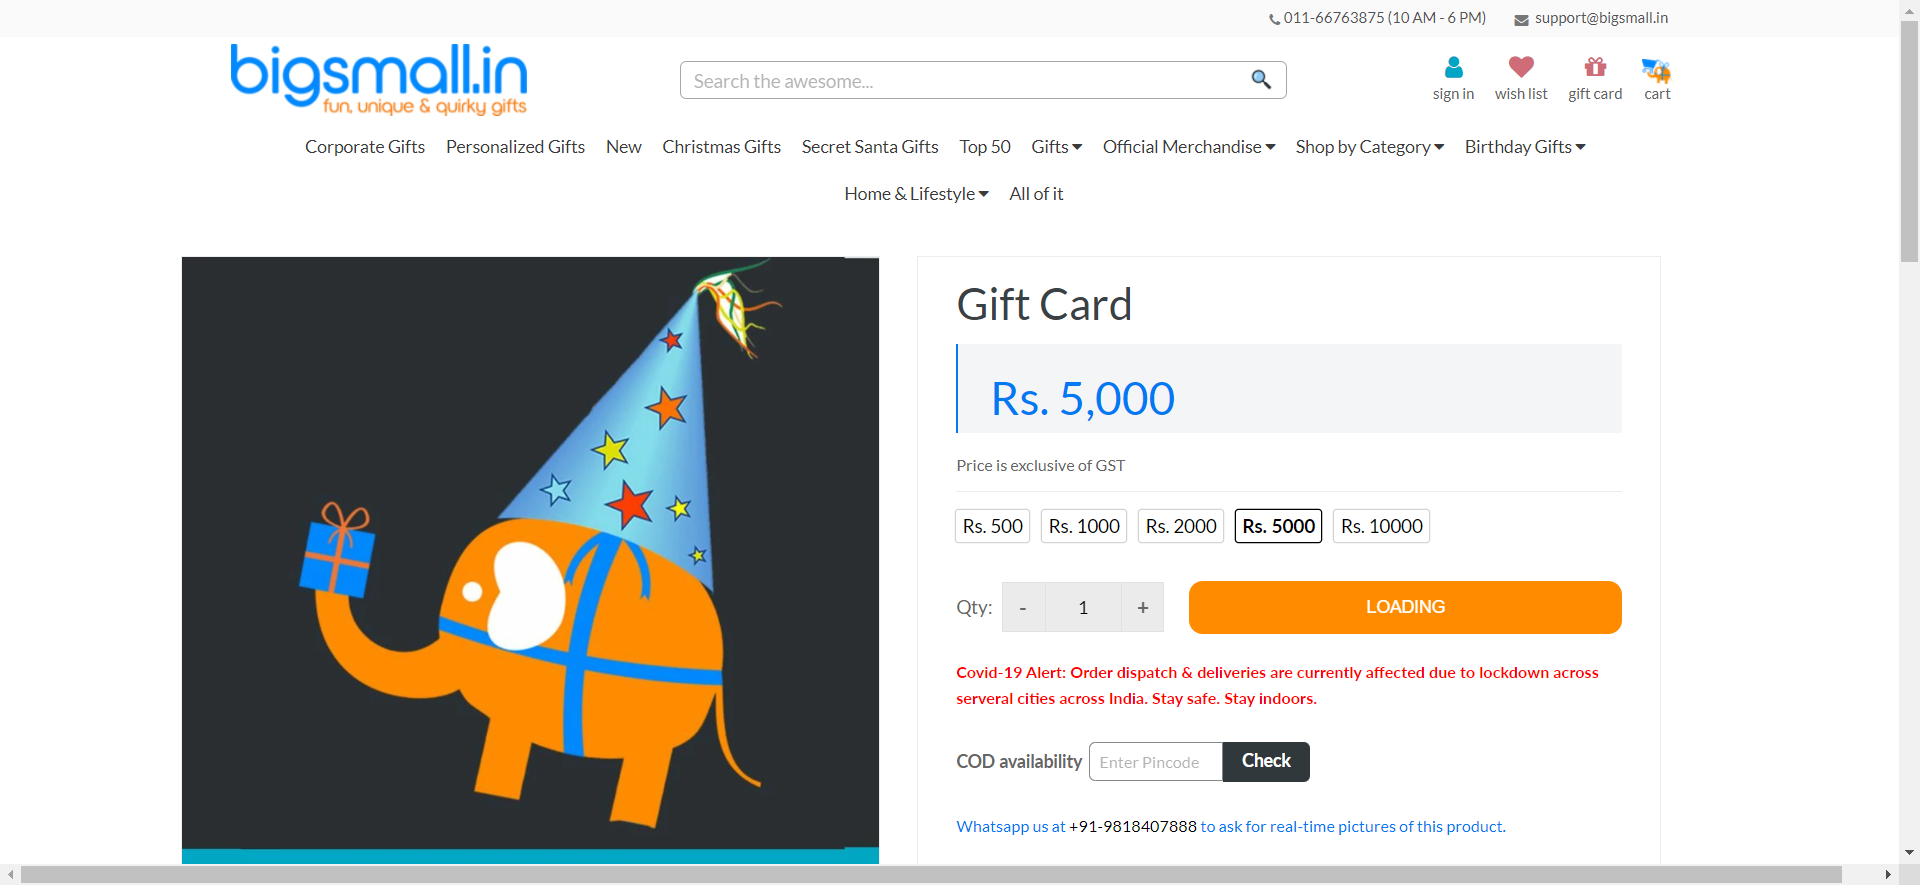 011-66763875 (10 AM - 6 PM) support@bigsmall.in
bigsmall.in
fun, unique & quirky gifts
Search the awesome...
sign in wish list gift card cart
Corporate Gifts Personalized Gifts New Christmas Gifts Secret Santa Gifts Top 50 Gifts Official Merchandise Shop by Category Birthday Gifts
Home & Lifestyle All of it
Gift Card
Rs. 5,000
Price is exclusive of GST
Rs. 500 Rs. 1000 Rs. 2000 Rs. 5000 Rs. 10000
Qty: - 1 + LOADING
Covid-19 Alert: Order dispatch & deliveries are currently affected due to lockdown across
serveral cities across India. Stay safe. Stay indoors.
COD availability Enter Pincode Check
Whatsapp us at +91-9818407888 to ask for real-time pictures of this product.